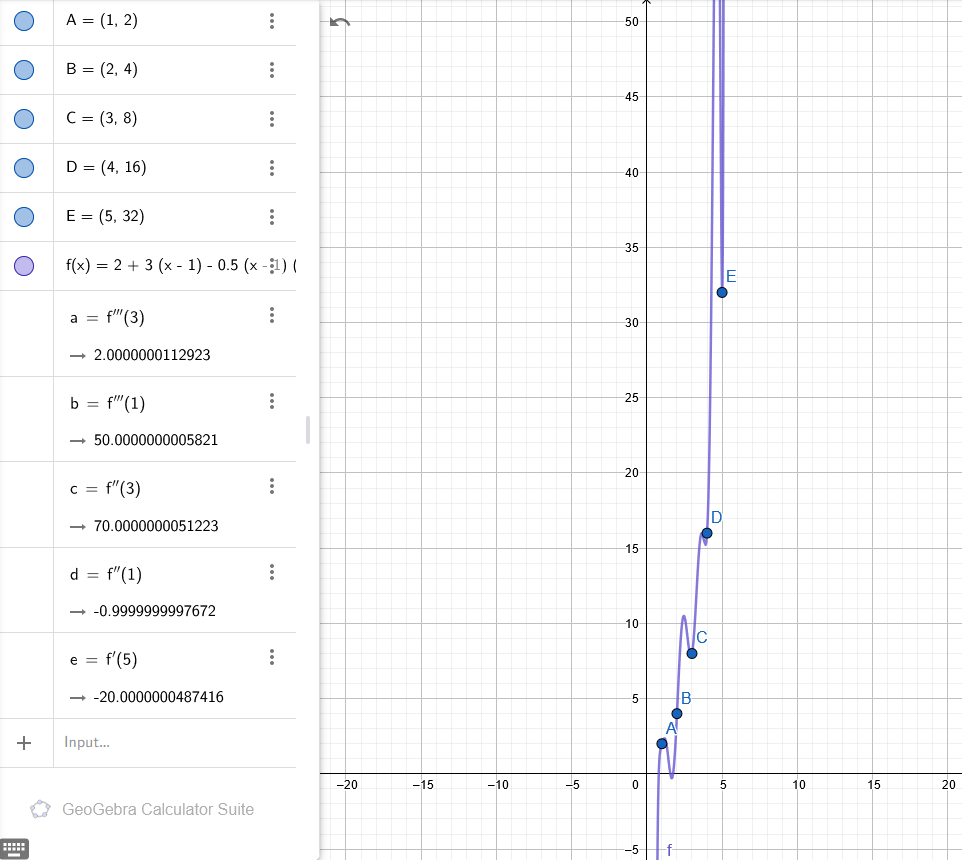 A = (1, 2)
B = (2, 4)
C = (3, 8)
D = (4, 16)
E = (5, 32)
f(x) = 2 + 3 (x - 1) - 0.5 (x - 1) (
a = f′′′(3)
→ 2.0000000112923
b = f′′′(1)
→ 50.0000000005821
c = f′′(3)
→ 70.0000000051223
d = f′′(1)
→ -0.9999999997672
e = f′(5)
→ -20.0000000487416
+ Input...
GeoGebra Calculator Suite
50
45
40
35
30
25
20
15
10
5
−5
−20 −15 −10 −5 0 5 10 15 20
E
D
C
B
A
f